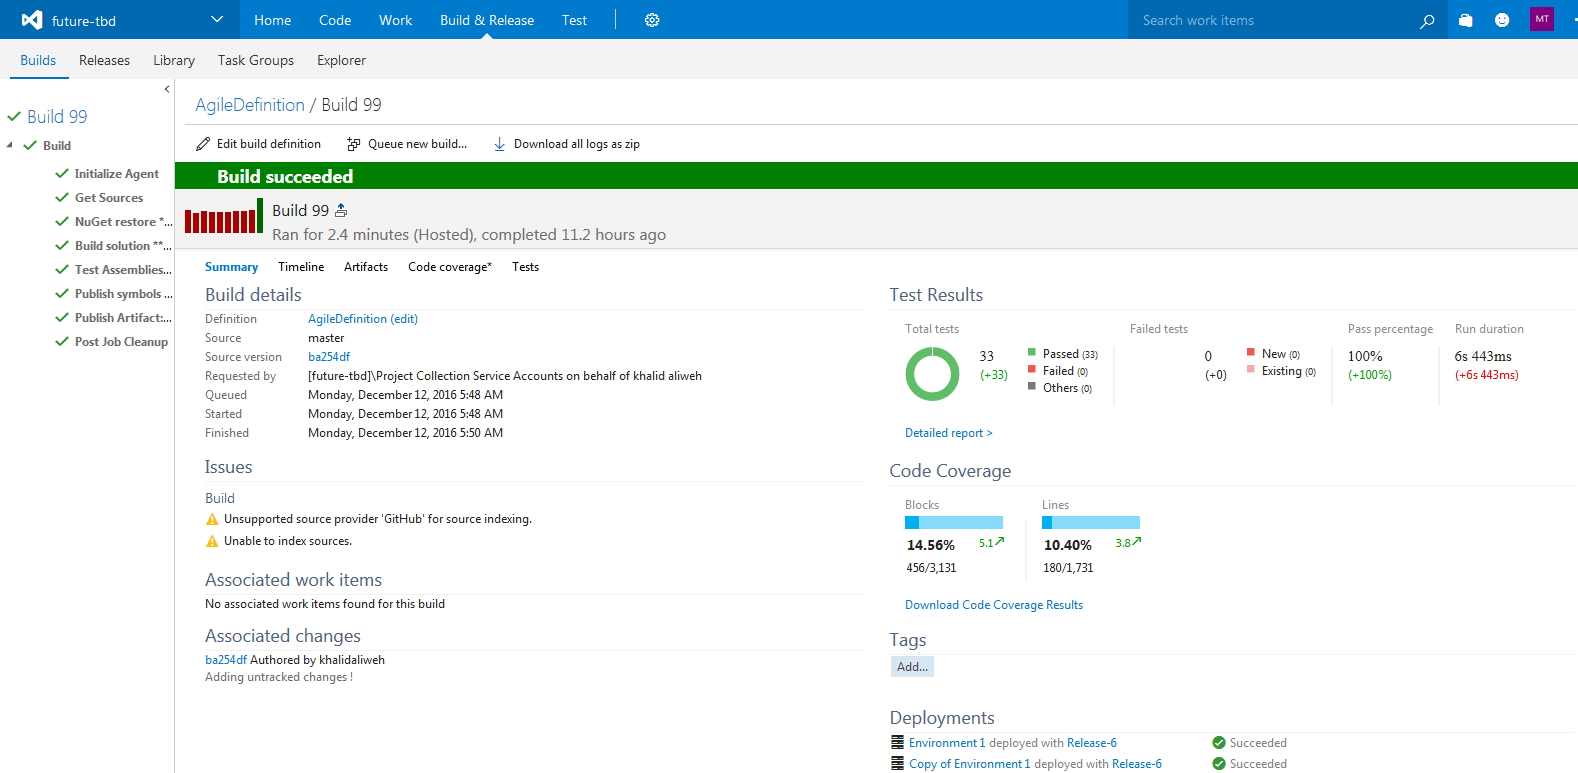 future-tbd
Home Code Work Build & Release Test
Search work items
MT
Builds Releases Library Task Groups Explorer
Build 99
Build
Initialize Agent
Get Sources
NuGet restore *...
Build solution **...
Test Assemblies...
Publish symbols ...
Publish Artifact:...
Post Job Cleanup
AgileDefinition / Build 99
Edit build definition Queue new build... Download all logs as zip
Build succeeded
Build 99
Ran for 2.4 minutes (Hosted), completed 11.2 hours ago
Summary Timeline Artifacts Code coverage* Tests
Build details
Definition AgileDefinition (edit)
Source master
Source version ba254df
Requested by [future-tbd]\Project Collection Service Accounts on behalf of khalid aliweh
Queued Monday, December 12, 2016 5:48 AM
Started Monday, December 12, 2016 5:48 AM
Finished Monday, December 12, 2016 5:50 AM
Issues
Build
Unsupported source provider 'GitHub' for source indexing.
Unable to index sources.
Associated work items
No associated work items found for this build
Associated changes
ba254df Authored by khalidaliweh
Adding untracked changes !
Test Results
Total tests Failed tests Pass percentage Run duration
33 Passed (33) 0 New (0) 100% 6s 443ms
(+33) Failed (0) (+0) Existing (0) (+100%) (+6s 443ms)
Others (0)
Detailed report >
Code Coverage
Blocks Lines
14.56% 5.1↗ 10.40% 3.8↗
456/3,131 180/1,731
Download Code Coverage Results
Tags
Add...
Deployments
Environment 1 deployed with Release-6 Succeeded
Copy of Environment 1 deployed with Release-6 Succeeded